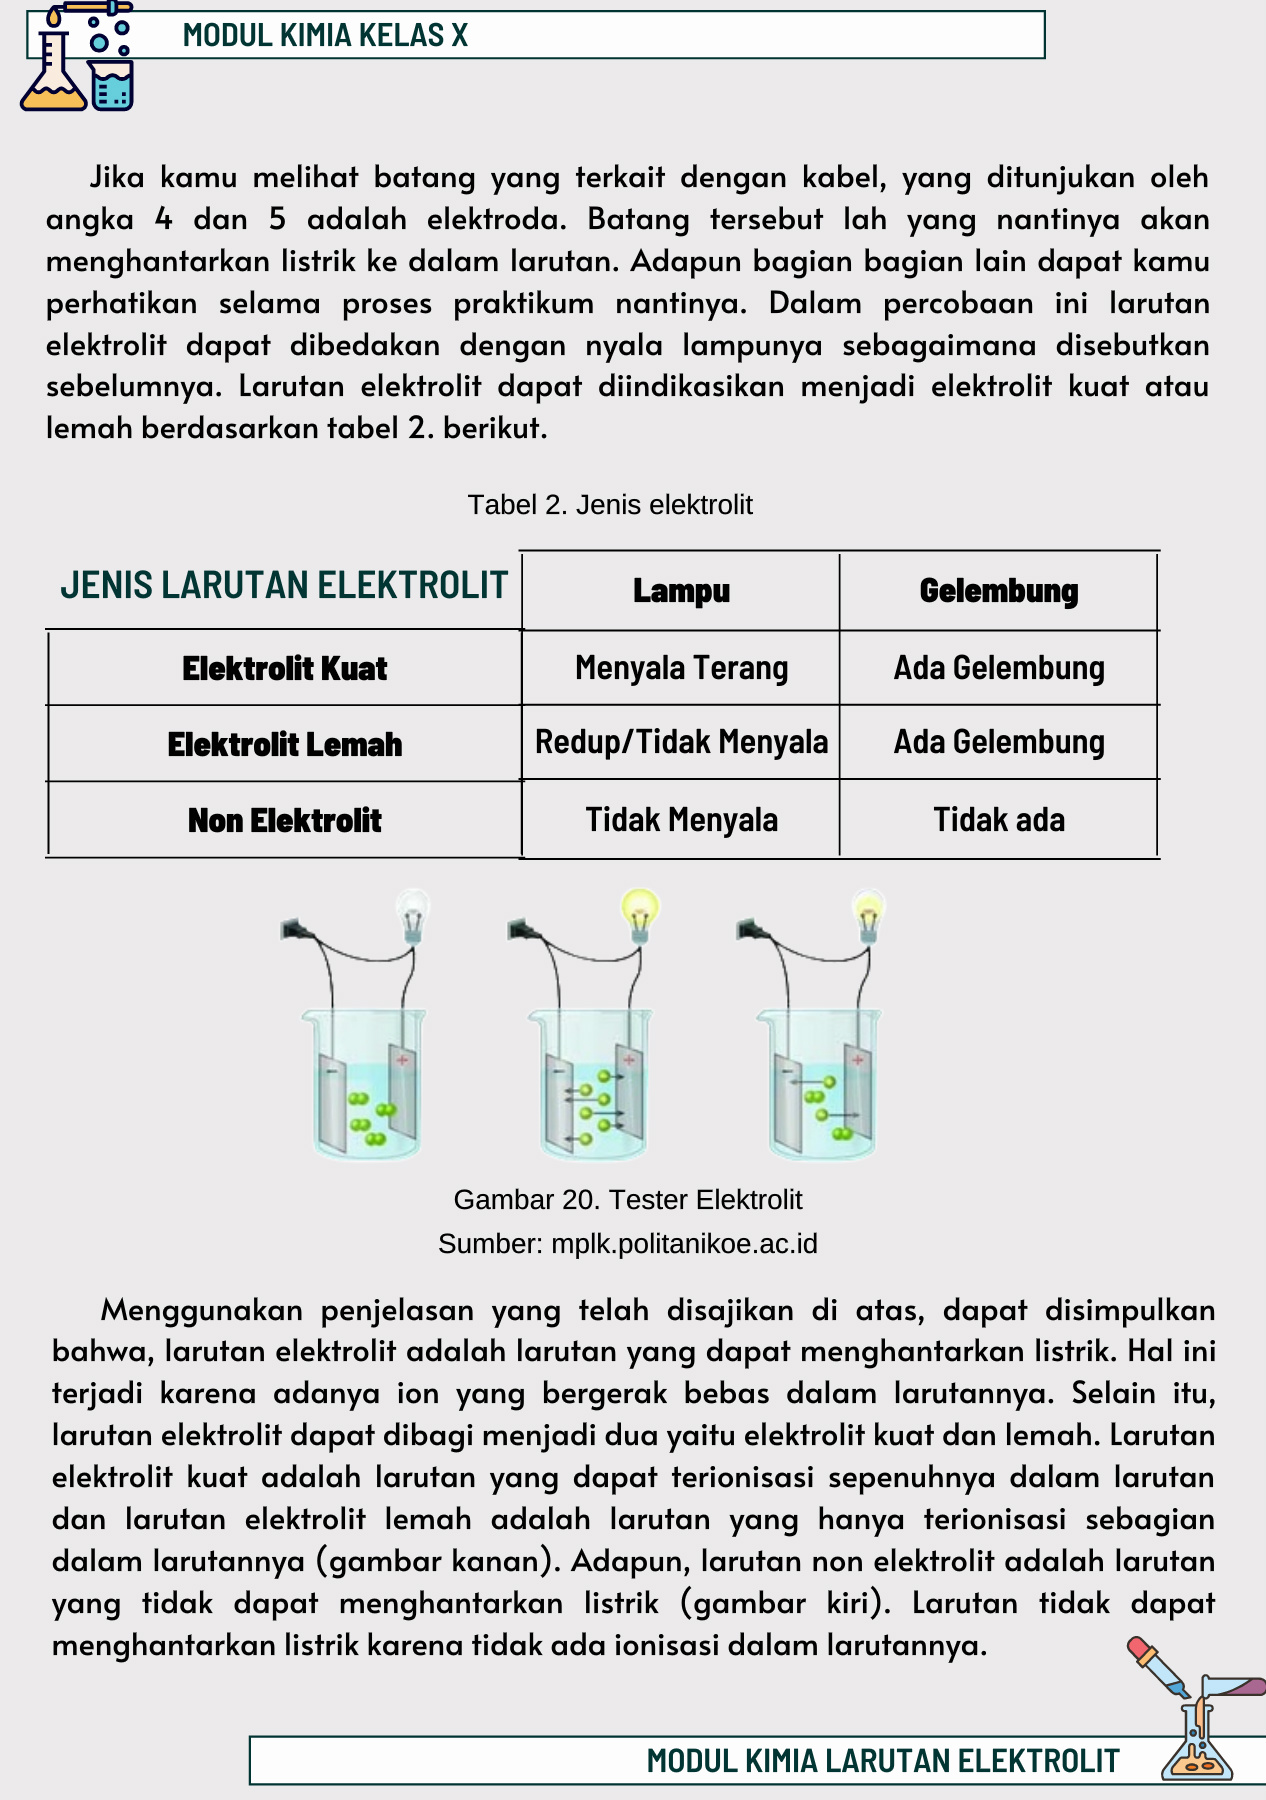 MODUL KIMIA KELAS X
Jika kamu melihat batang yang terkait dengan kabel, yang ditunjukan oleh
angka 4 dan 5 adalah elektroda. Batang tersebut lah yang nantinya akan
menghantarkan listrik ke dalam larutan. Adapun bagian bagian lain dapat kamu
perhatikan selama proses praktikum nantinya. Dalam percobaan ini larutan
elektrolit dapat dibedakan dengan nyala lampunya sebagaimana disebutkan
sebelumnya. Larutan elektrolit dapat diindikasikan menjadi elektrolit kuat atau
lemah berdasarkan tabel 2. berikut.
Tabel 2. Jenis elektrolit
JENIS LARUTAN ELEKTROLIT Lampu Gelembung
Elektrolit Kuat Menyala Terang Ada Gelembung
Elektrolit Lemah Redup/Tidak Menyala Ada Gelembung
Non Elektrolit Tidak Menyala Tidak ada
− + − + − +
Gambar 20. Tester Elektrolit
Sumber: mplk.politanikoe.ac.id
Menggunakan penjelasan yang telah disajikan di atas, dapat disimpulkan
bahwa, larutan elektrolit adalah larutan yang dapat menghantarkan listrik. Hal ini
terjadi karena adanya ion yang bergerak bebas dalam larutannya. Selain itu,
larutan elektrolit dapat dibagi menjadi dua yaitu elektrolit kuat dan lemah. Larutan
elektrolit kuat adalah larutan yang dapat terionisasi sepenuhnya dalam larutan
dan larutan elektrolit lemah adalah larutan yang hanya terionisasi sebagian
dalam larutannya (gambar kanan). Adapun, larutan non elektrolit adalah larutan
yang tidak dapat menghantarkan listrik (gambar kiri). Larutan tidak dapat
menghantarkan listrik karena tidak ada ionisasi dalam larutannya.
MODUL KIMIA LARUTAN ELEKTROLIT